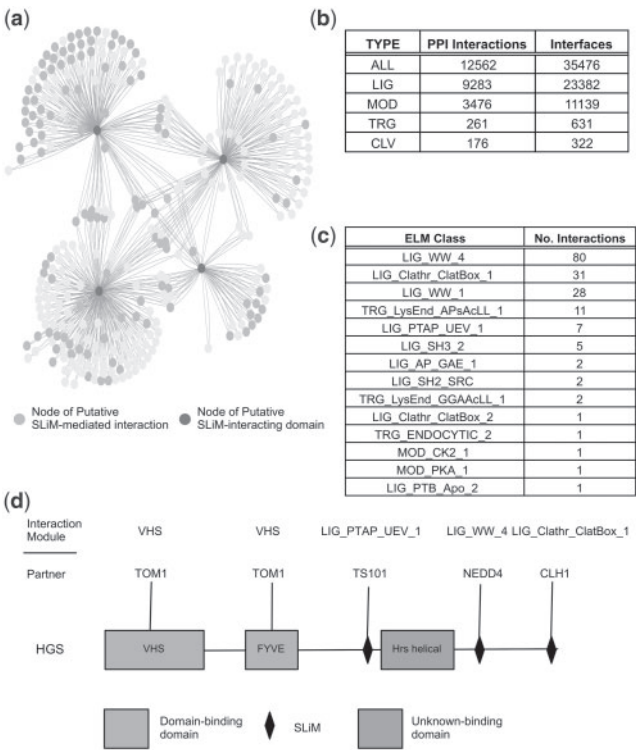 (a)
Node of Putative
SLiM-mediated interaction
Node of Putative
SLiM-interacting domain
(b)
TYPE PPI Interactions Interfaces
ALL 12562 35476
LIG 9283 23382
MOD 3476 11139
TRG 261 631
CLV 176 322
(c)
ELM Class No. Interactions
LIG_WW_4 80
LIG_Clathr_ClatBox_1 31
LIG_WW_1 28
TRG_LysEnd_APsAcLL_1 11
LIG_PTAP_UEV_1 7
LIG_SH3_2 5
LIG_AP_GAE_1 2
LIG_SH2_SRC 2
TRG_LysEnd_GGAAcLL_1 2
LIG_Clathr_ClatBox_2 1
TRG_ENDOCYTIC_2 1
MOD_CK2_1 1
MOD_PKA_1 1
LIG_PTB_Apo_2 1
(d)
Interaction
Module
VHS VHS LIG_PTAP_UEV_1 LIG_WW_4 LIG_Clathr_ClatBox_1
Partner TOM1 TOM1 TS101 NEDD4 CLH1
HGS VHS FYVE Hrs helical
Domain-binding
domain
SLiM
Unknown-binding
domain